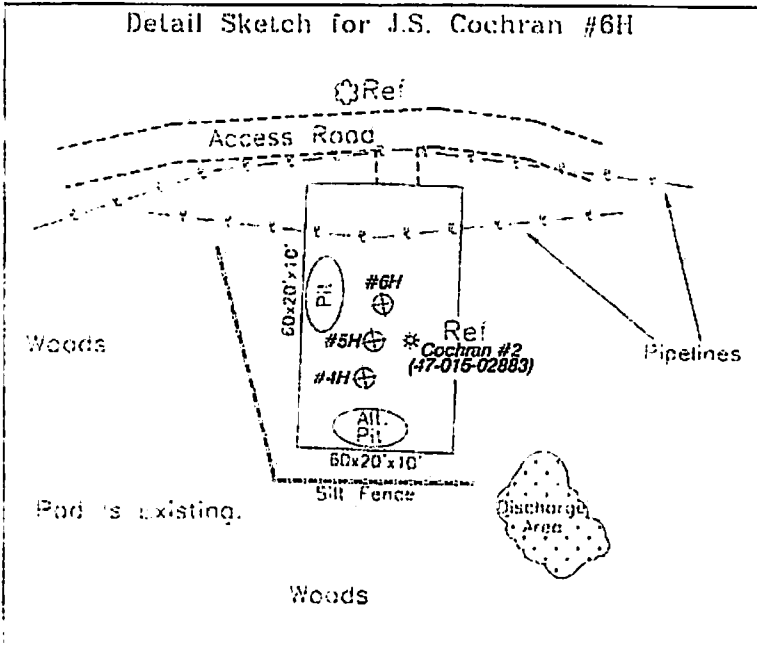 Detail Sketch for J.S. Cochran #6H
Ref
Access Road
60x20'x10'
Pit
#6H
Ref
#5H
Cochran #2
(47-015-02883)
#4H
Woods
Pipelines
Alt.
Pit
60x20'x10'
Silt Fence
Pad is Existing.
Discharge
Area
Woods